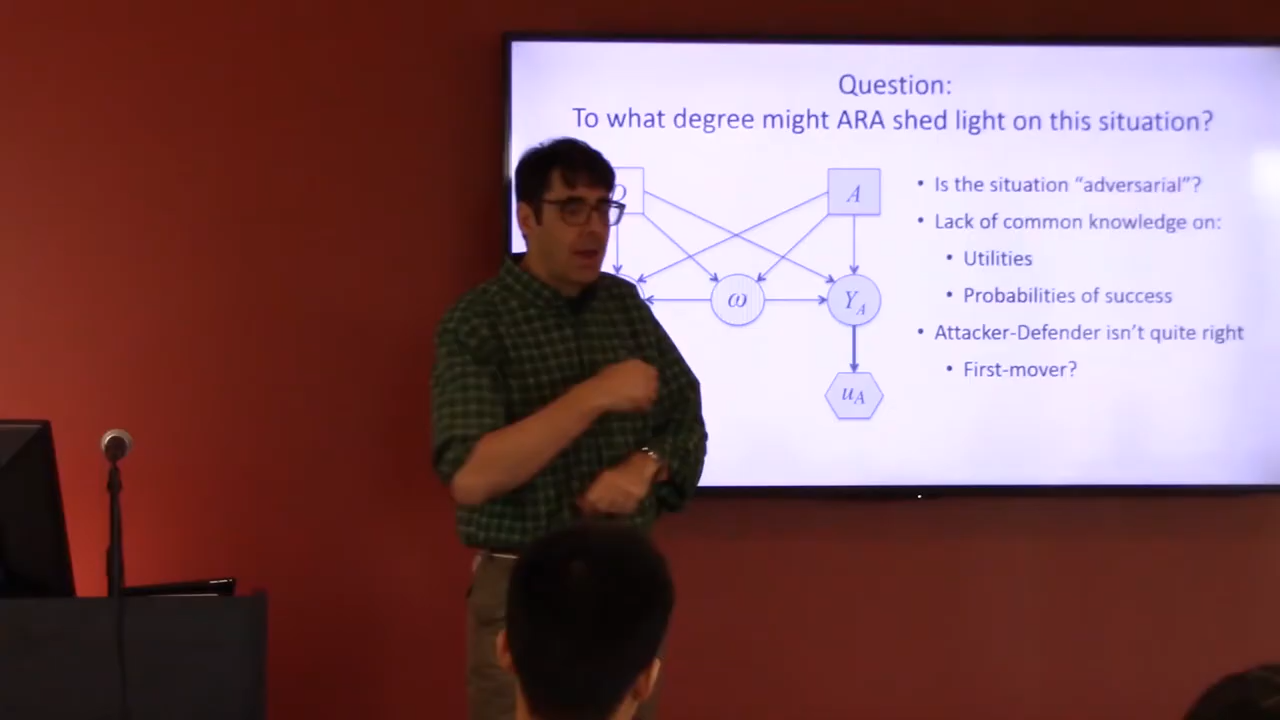 Question:
To what degree might ARA shed light on this situation?
A
• Is the situation “adversarial”?
• Lack of common knowledge on:
• Utilities
• Probabilities of success
• Attacker-Defender isn’t quite right
• First-mover?
ω
Y_A
u_A